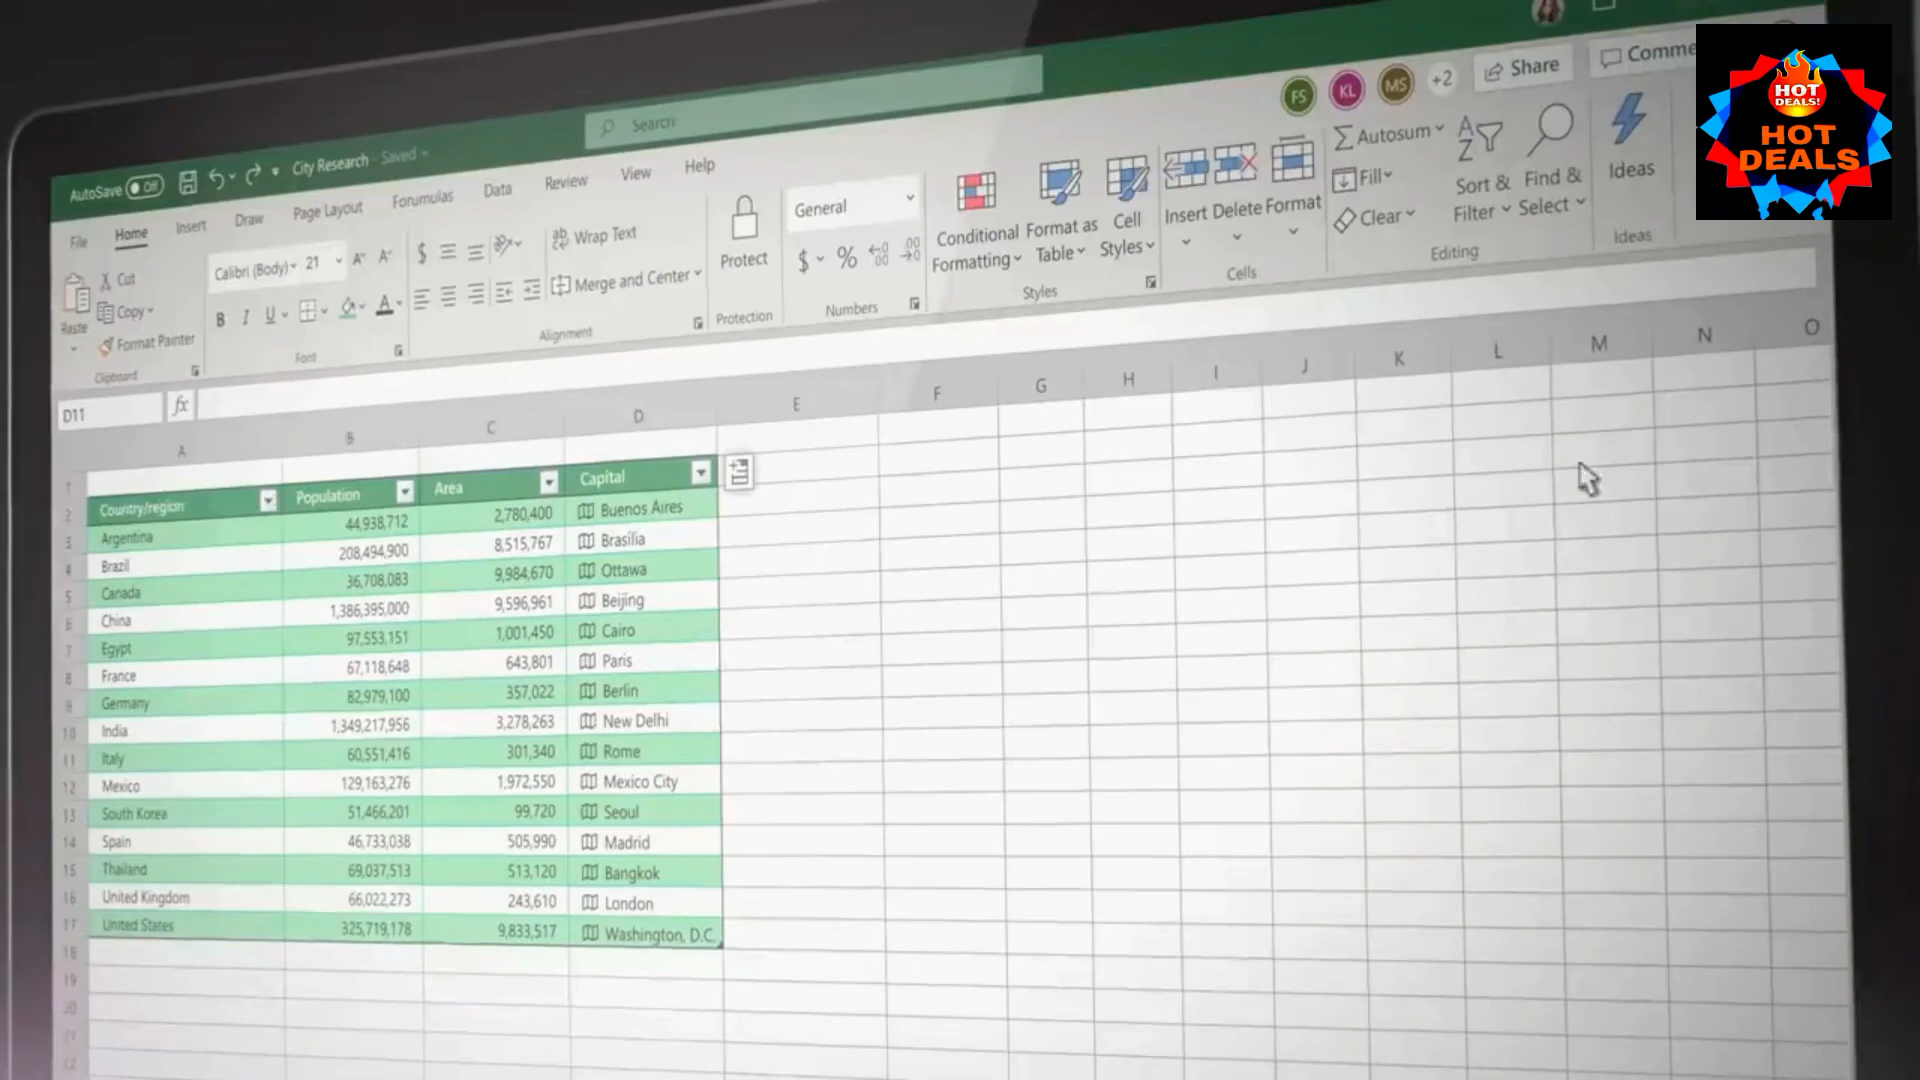 AutoSave Off City Research - Saved
Search
FS KL MS +2 Share Comme
File Home Insert Draw Page Layout Forumulas Data Review View Help
Cut
Copy
Format Painter
Paste
Clipboard
Calibri (Body) 21
B I U
Font
Wrap Text
Merge and Center
Alignment
Protect
Protection
General
$ %
Numbers
Conditional Formatting
Format as Table
Cell Styles
Styles
Insert Delete Format
Cells
Autosum
Fill
Clear
Sort & Filter
Find & Select
Editing
Ideas
Ideas
HOT
DEALS!
HOT
DEALS
D11 fx
A B C D E F G H I J K L M N O
Country/region Population Area Capital
Argentina 44,938,712 2,780,400 Buenos Aires
Brazil 208,494,900 8,515,767 Brasilia
Canada 36,708,083 9,984,670 Ottawa
China 1,386,395,000 9,596,961 Beijing
Egypt 97,553,151 1,001,450 Cairo
France 67,118,648 643,801 Paris
Germany 82,979,100 357,022 Berlin
India 1,349,217,956 3,278,263 New Delhi
Italy 60,551,416 301,340 Rome
Mexico 129,163,276 1,972,550 Mexico City
South Korea 51,466,201 99,720 Seoul
Spain 46,733,038 505,990 Madrid
Thailand 69,037,513 513,120 Bangkok
United Kingdom 66,022,273 243,610 London
United States 325,719,178 9,833,517 Washington, D.C.